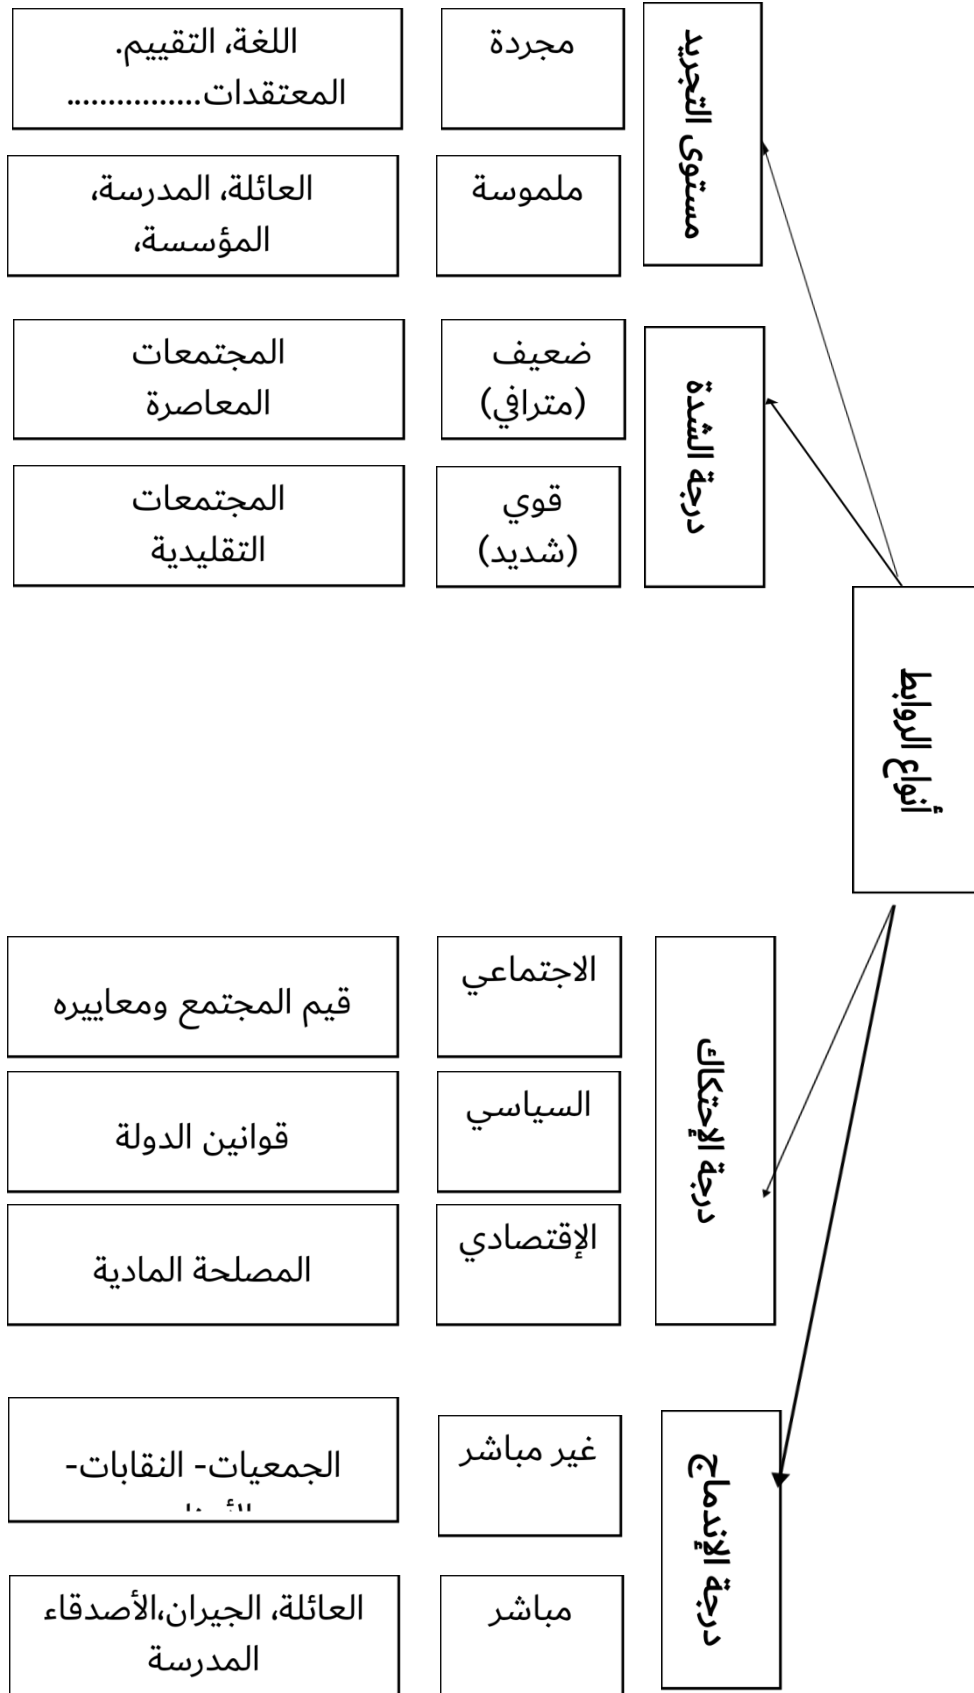 أنواع الروابط
مستوى التجريد
مجردة
اللغة، التقييم.
المعتقدات................
ملموسة
العائلة، المدرسة،
المؤسسة،
درجة الشدة
ضعيف
(مترافي)
المجتمعات
المعاصرة
قوي
(شديد)
المجتمعات
التقليدية
درجة الإحتكاك
الاجتماعي
قيم المجتمع ومعاييره
السياسي
قوانين الدولة
الإقتصادي
المصلحة المادية
درجة الإندماج
غير مباشر
الجمعيات- النقابات-
مباشر
العائلة، الجيران،الأصدقاء
المدرسة